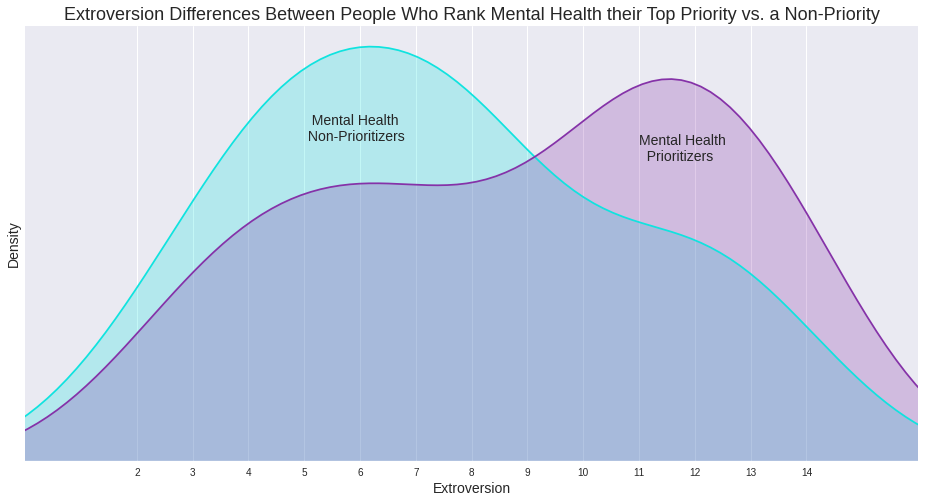 Extroversion Differences Between People Who Rank Mental Health their Top Priority vs. a Non-Priority
Mental Health
Non-Prioritizers
Mental Health
Prioritizers
Density
2 3 4 5 6 7 8 9 10 11 12 13 14
Extroversion